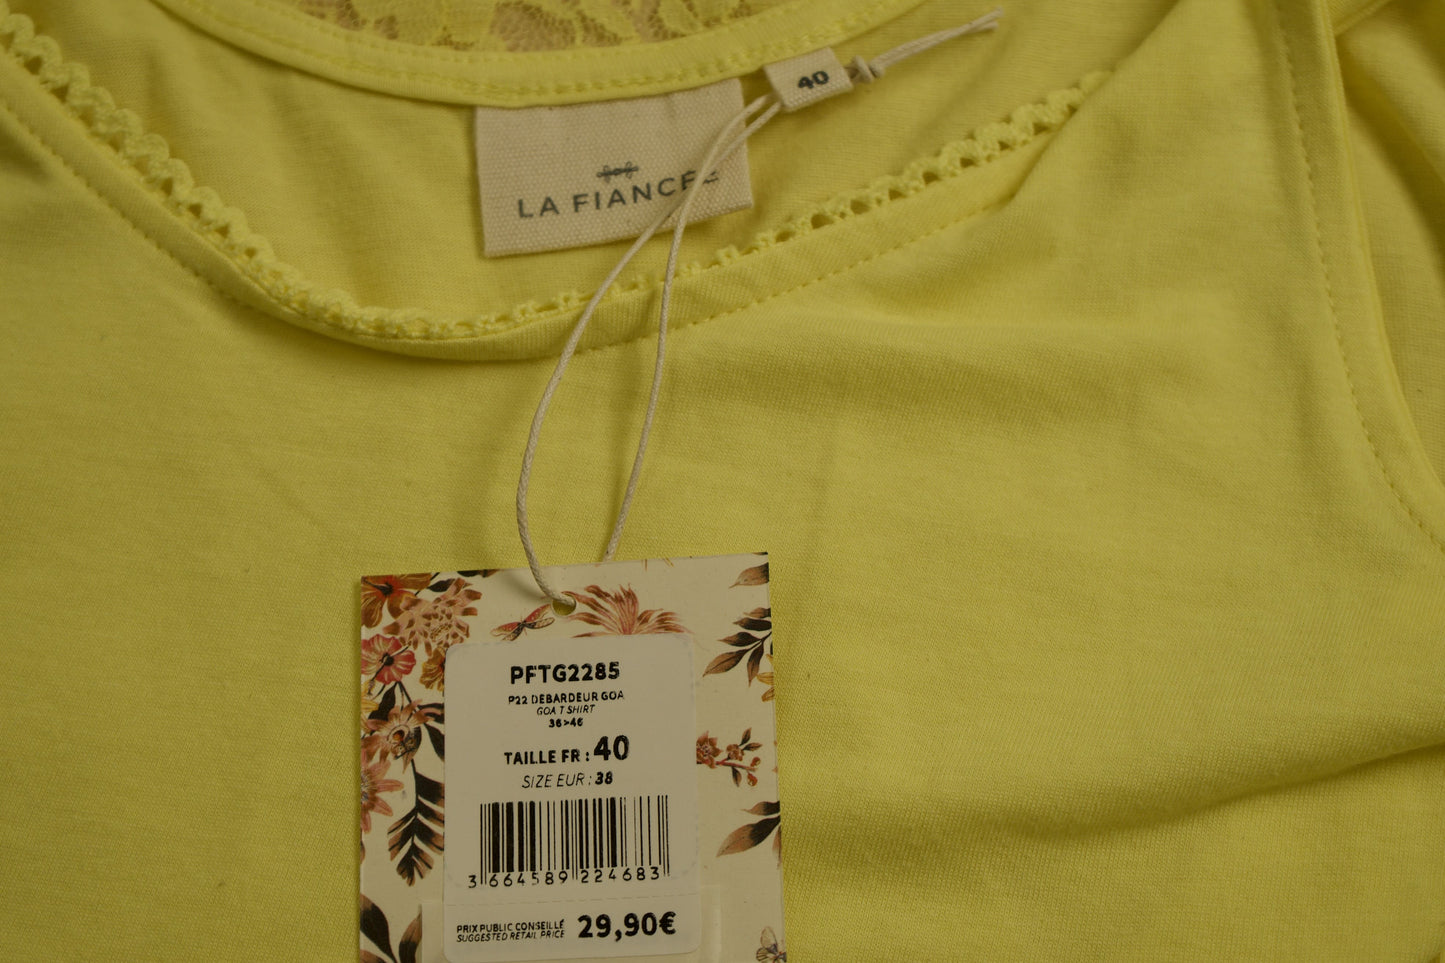 40
LA FIANCÉE
PFTG2285
P22 DEBARDEUR GOA
GOA T SHIRT
36>46
TAILLE FR : 40
SIZE EUR : 38
3 664589 224683
PRIX PUBLIC CONSEILLÉ
SUGGESTED RETAIL PRICE
29,90€